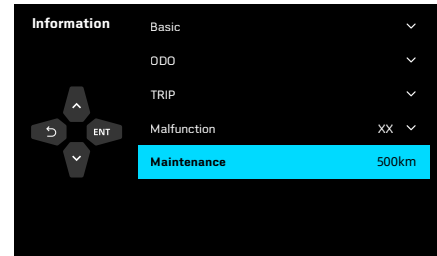 Information
Basic
ODO
TRIP
Malfunction XX
Maintenance 500km
ENT